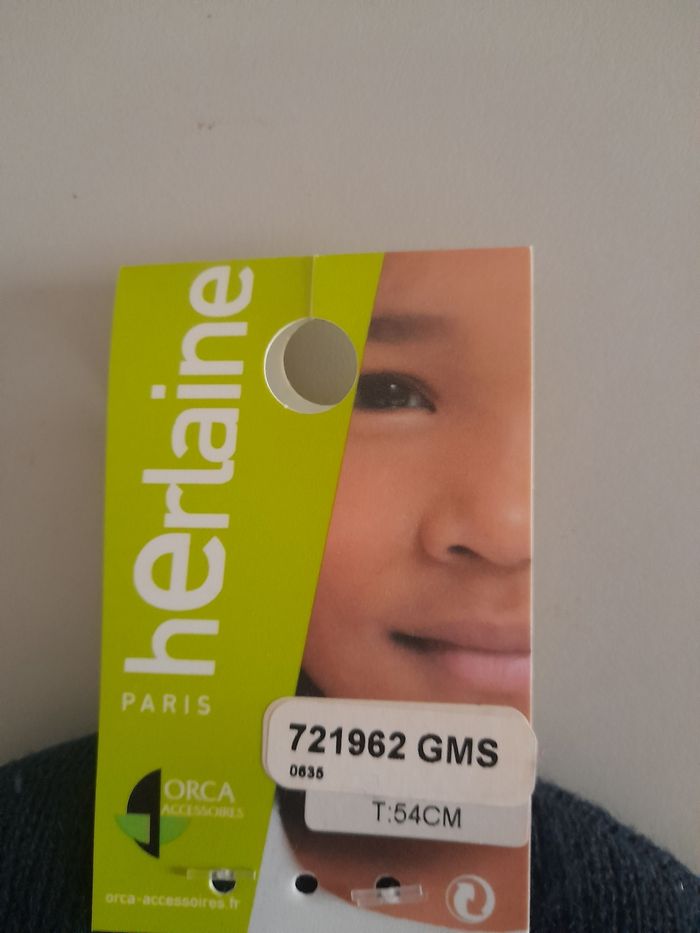 herlaine
PARIS
721962 GMS
0635
T:54CM
ORCA
ACCESSOIRES
orca-accessoires.fr